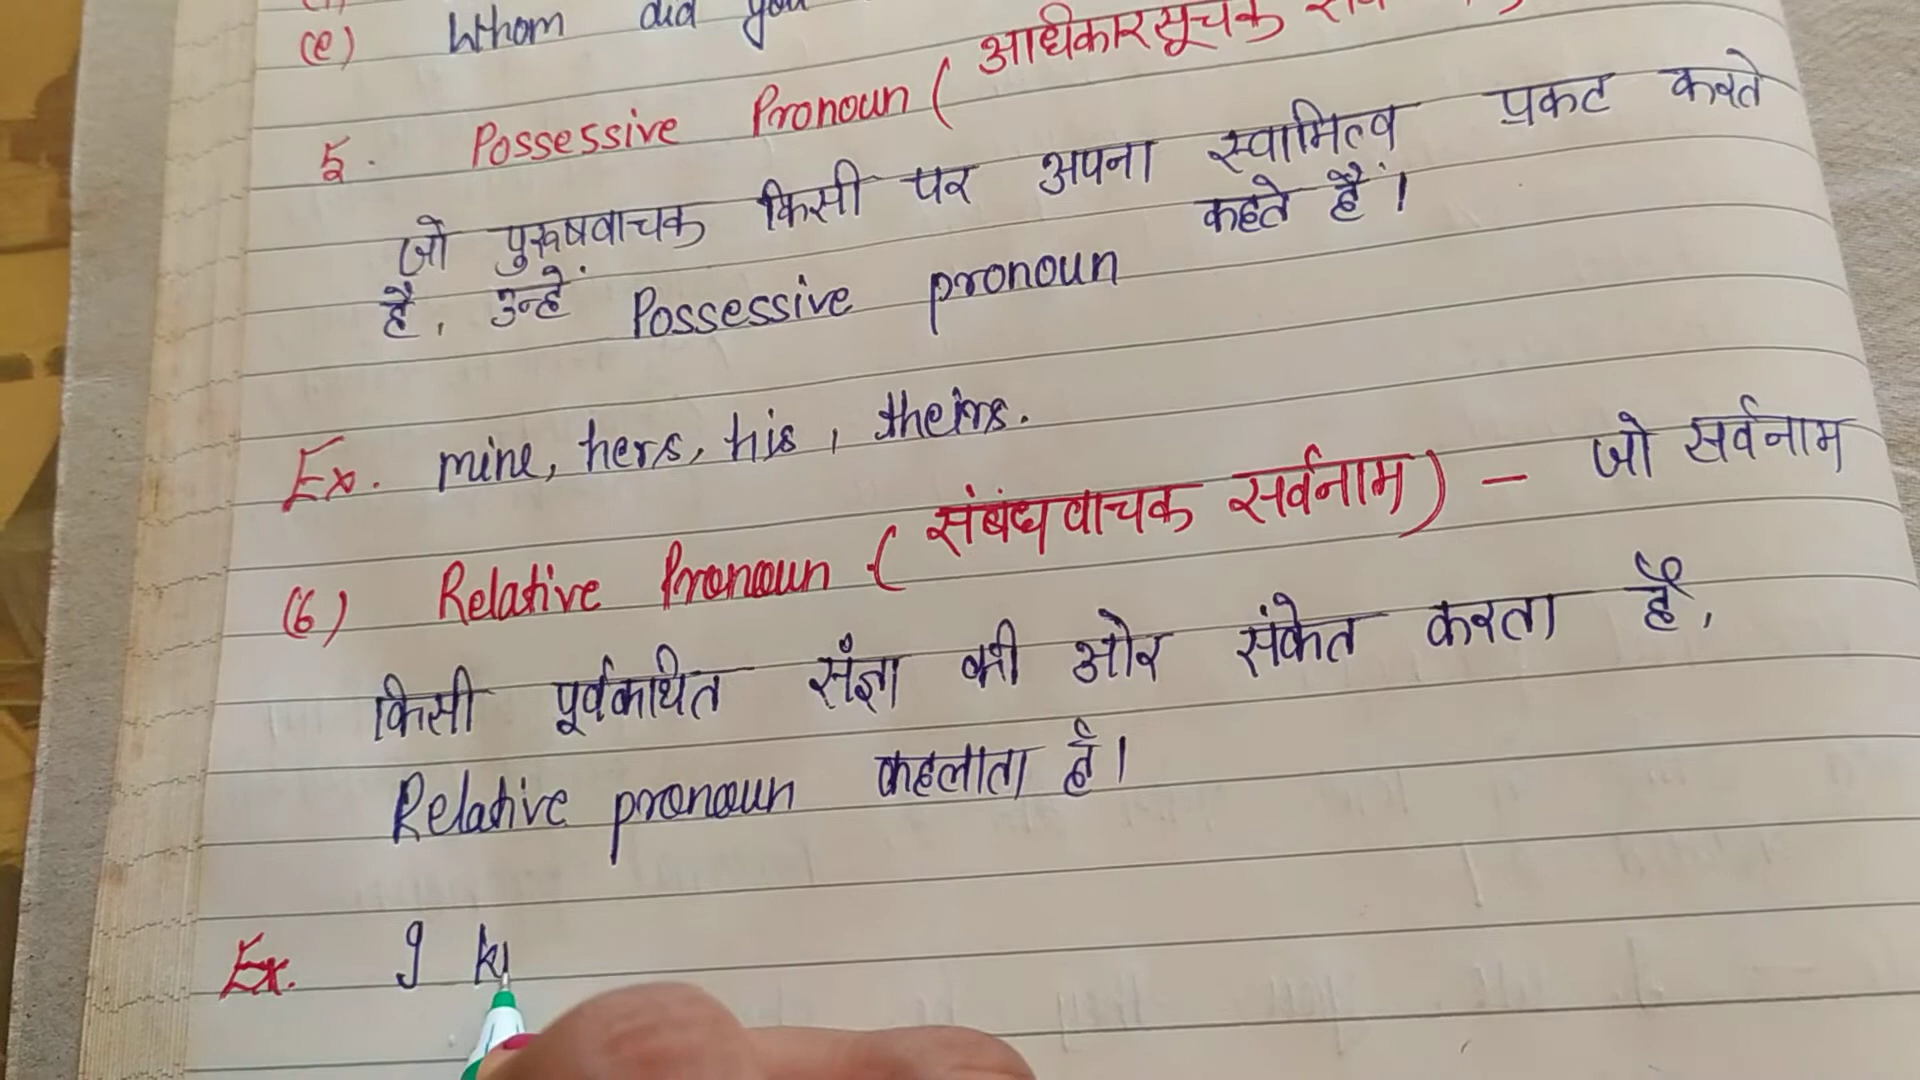 (e) Whom did you
5. Possessive Pronoun ( अधिकारसूचक
जो पुरुषवाचक किसी पर अपना स्वामित्व प्रकट करते
है, उन्हें Possessive pronoun कहते हैं।
Ex. mine, hers, his, theirs.
(6) Relative Pronoun ( संबंधवाचक सर्वनाम) - जो सर्वनाम
किसी पूर्वकथित संज्ञा की ओर संकेत करता है,
Relative pronoun कहलाता है।
Ex. I k